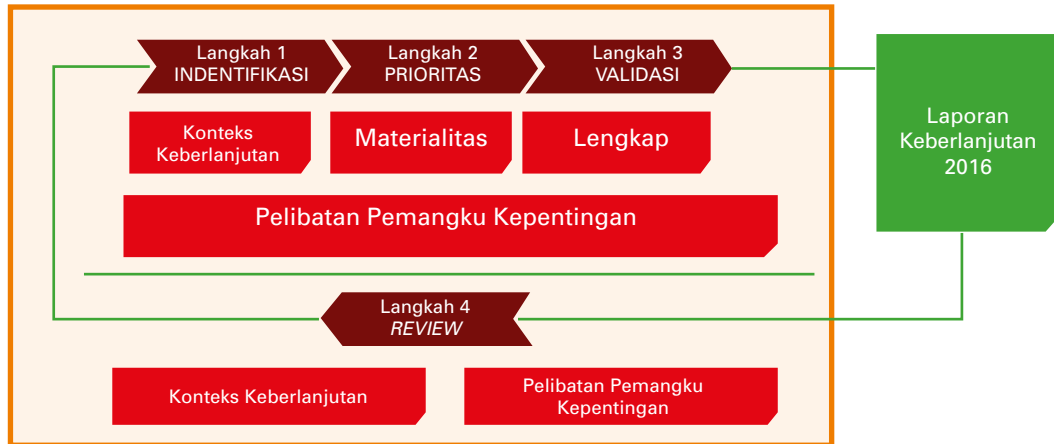 Langkah 1
INDENTIFIKASI
Langkah 2
PRIORITAS
Langkah 3
VALIDASI
Konteks
Keberlanjutan
Materialitas
Lengkap
Pelibatan Pemangku Kepentingan
Laporan
Keberlanjutan
2016
Langkah 4
REVIEW
Konteks Keberlanjutan
Pelibatan Pemangku
Kepentingan